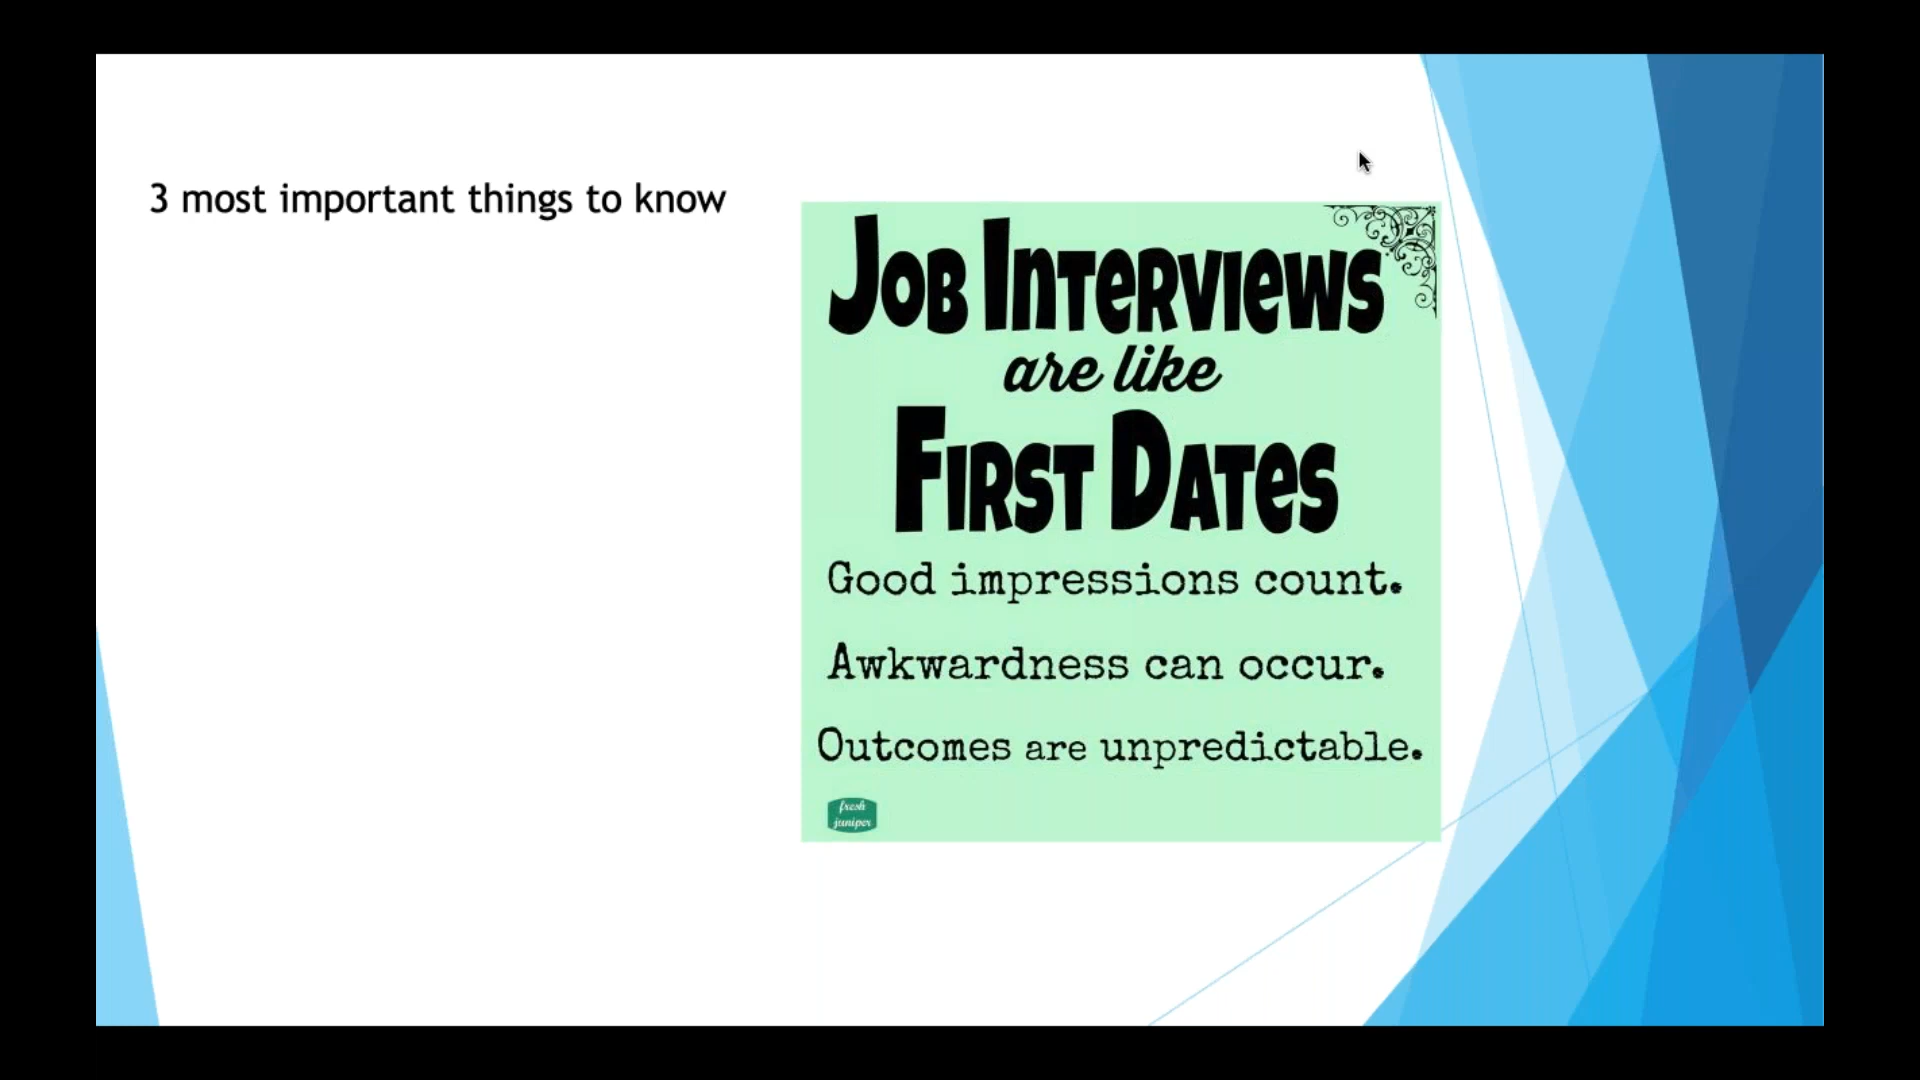 3 most important things to know
Job Interviews
are like
First Dates
Good impressions count.
Awkwardness can occur.
Outcomes are unpredictable.
fresh
juniper